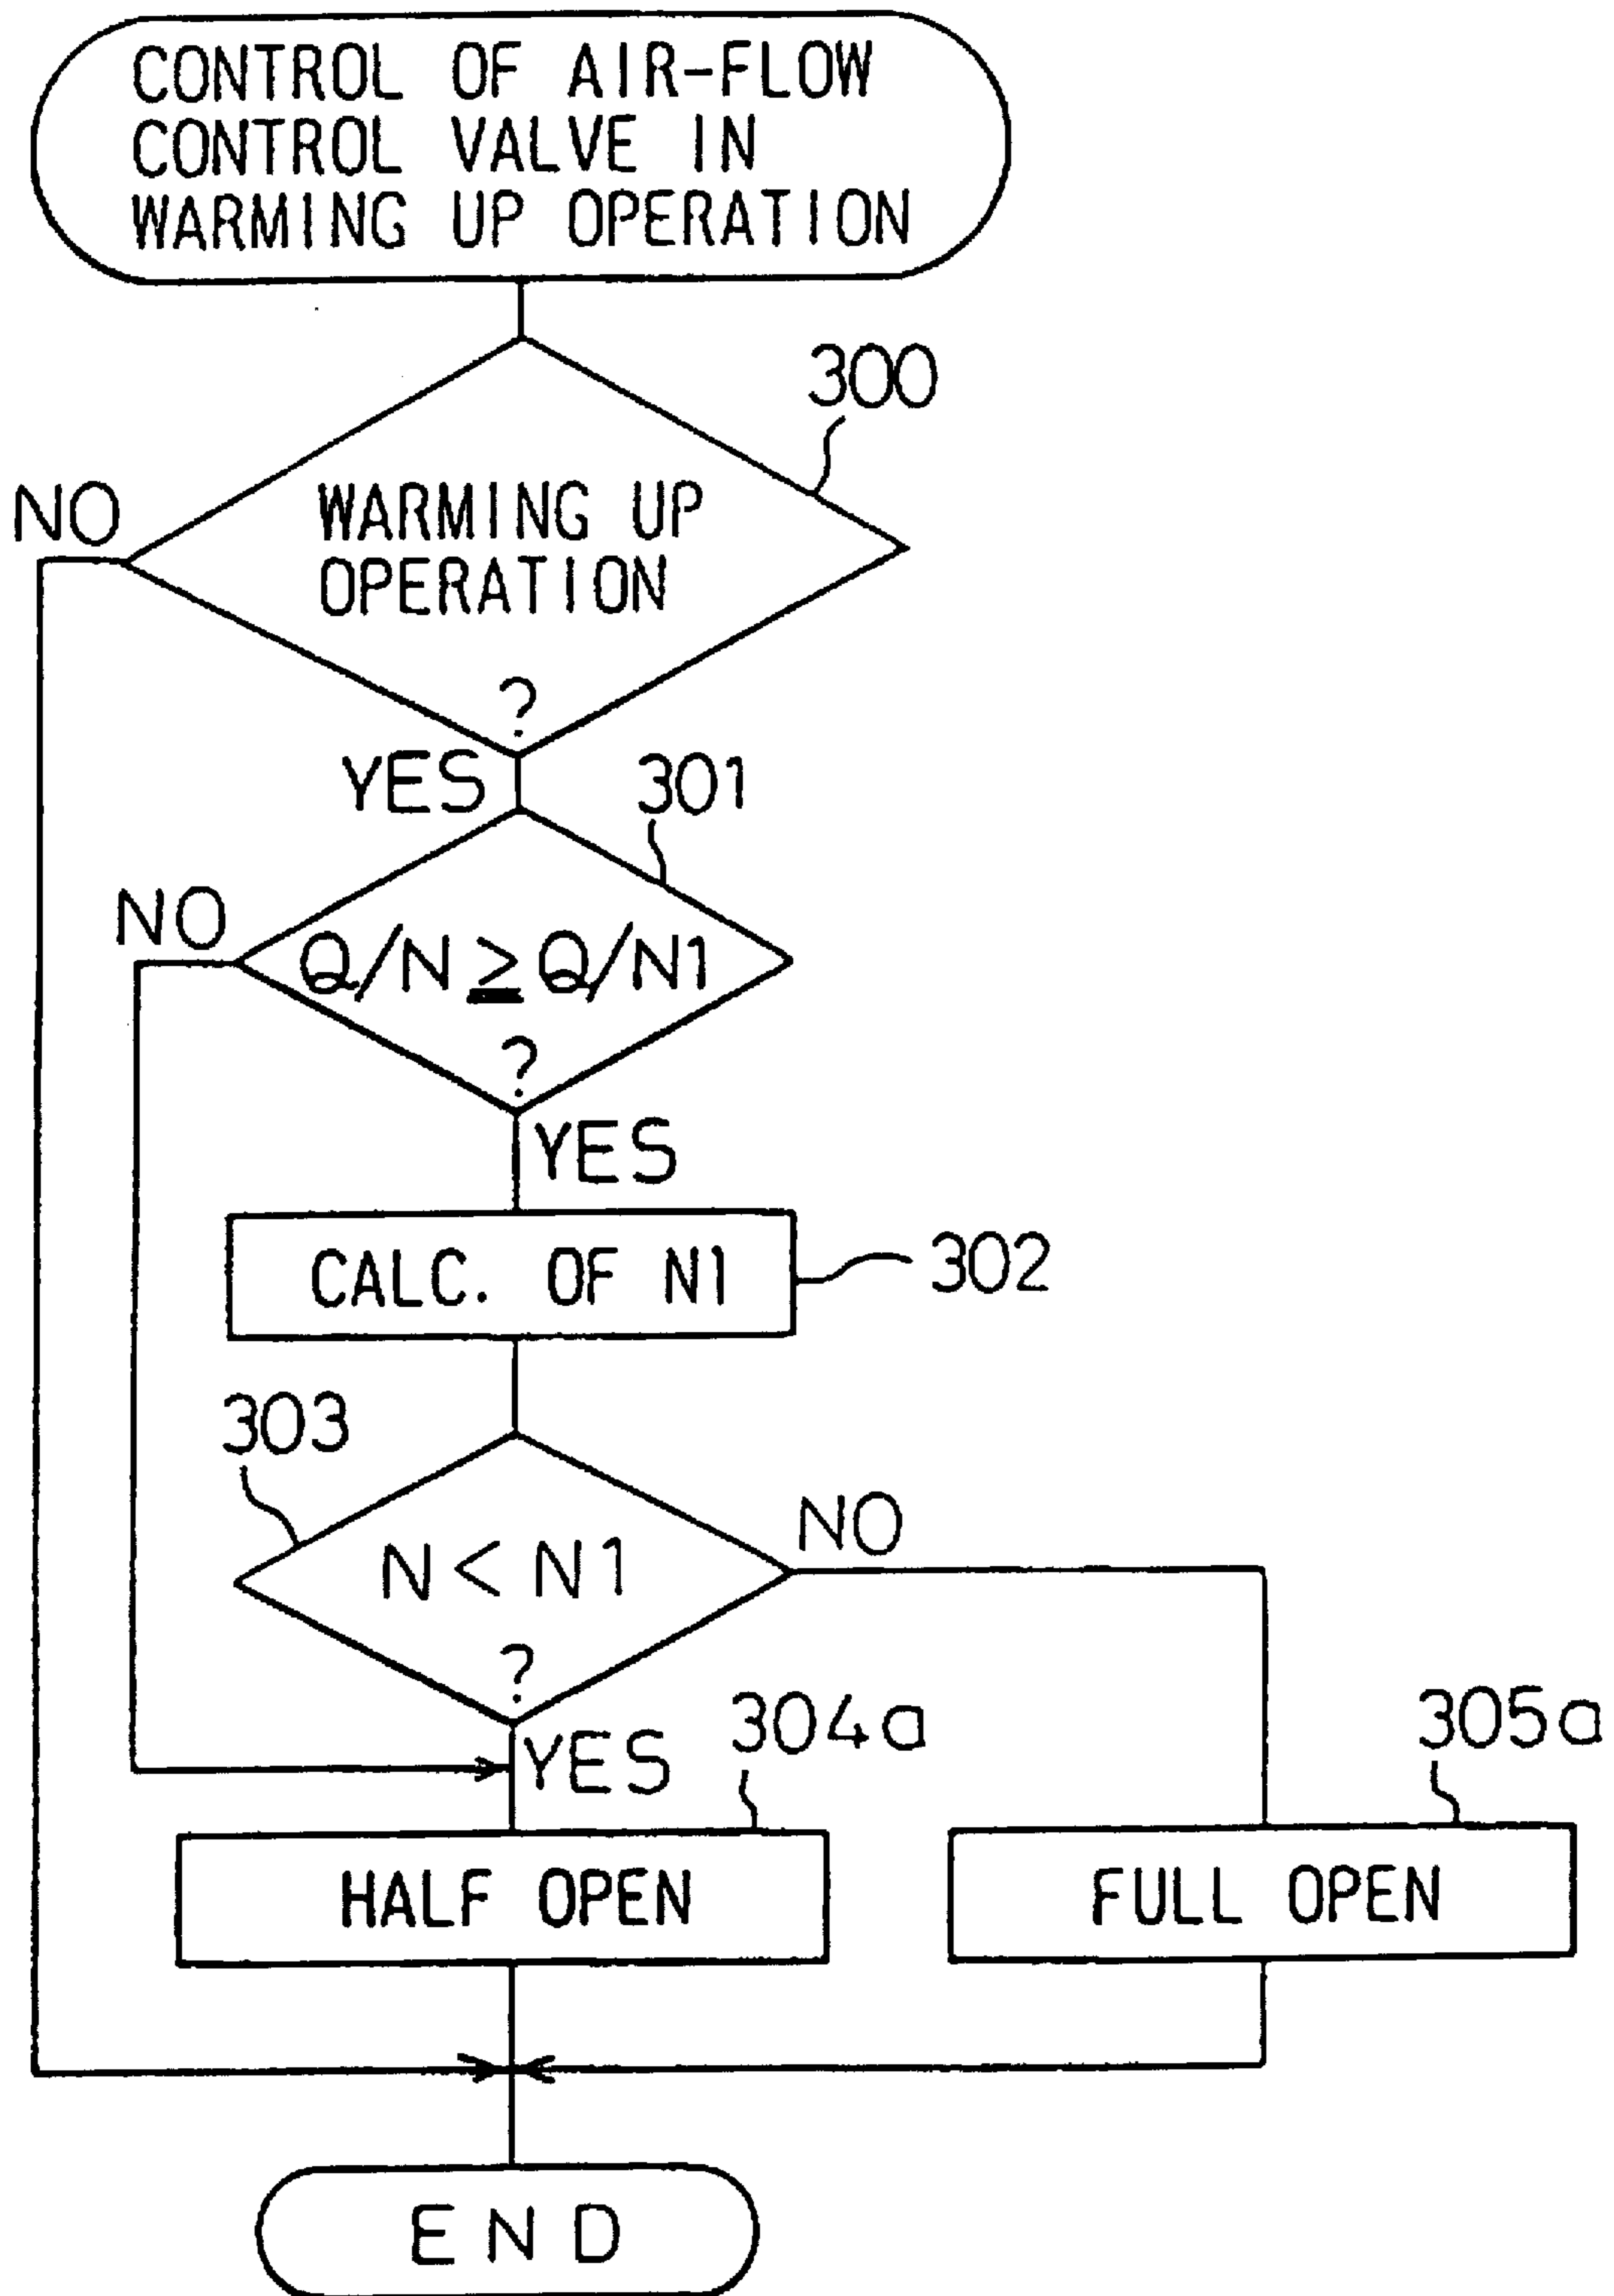 CONTROL OF AIR-FLOW
CONTROL VALVE IN
WARMING UP OPERATION
300
NO
WARMING UP
OPERATION
?
YES
301
NO
Q/N ≥ Q/N1
?
YES
CALC. OF N1
302
303
N < N1
NO
?
YES
304a
305a
HALF OPEN
FULL OPEN
END